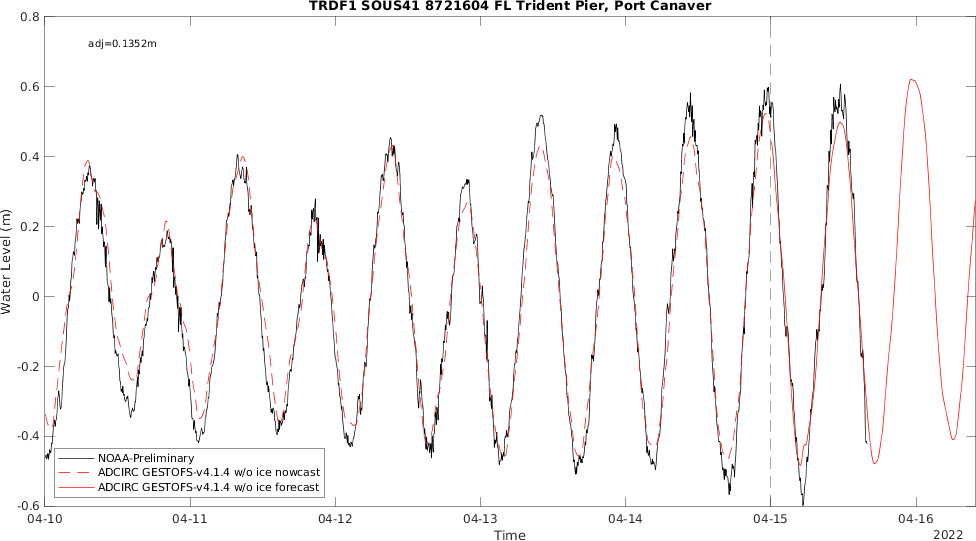 TRDF1 SOUS41 8721604 FL Trident Pier, Port Canaver
adj=0.1352m
0.8
0.6
0.4
0.2
0
-0.2
-0.4
-0.6
Water Level (m)
NOAA-Preliminary
ADCIRC GESTOFS-v4.1.4 w/o ice nowcast
ADCIRC GESTOFS-v4.1.4 w/o ice forecast
04-10 04-11 04-12 04-13 04-14 04-15 04-16
Time
2022